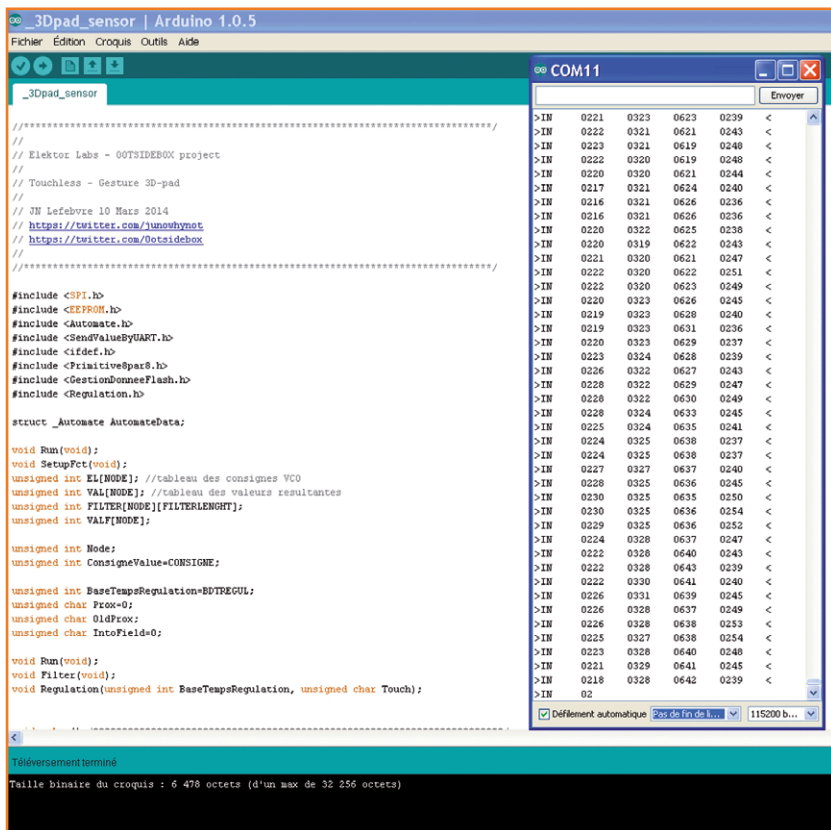 _3Dpad_sensor | Arduino 1.0.5
Fichier Édition Croquis Outils Aide
_3Dpad_sensor
//***************************************************************************/
//
// Elektor Labs - 00TSIDEBOX project
//
// Touchless - Gesture 3D-pad
//
// JN Lefebvre 10 Mars 2014
// https://twitter.com/junowhynot
// https://twitter.com/0otsidebox
//
//***************************************************************************/
#include <SPI.h>
#include <EEPROM.h>
#include <Automate.h>
#include <SendValueByUART.h>
#include <ifdef.h>
#include <Primitive8par8.h>
#include <GestionDonneeFlash.h>
#include <Regulation.h>
struct _Automate AutomateData;
void Run(void);
void SetupFct(void);
unsigned int EL[NODE]; //tableau des consignes VCO
unsigned int VAL[NODE]; //tableau des valeurs resultantes
unsigned int FILTER[NODE][FILTERLENGHT];
unsigned int VALF[NODE];
unsigned int Node;
unsigned int ConsigneValue=CONSIGNE;
unsigned int BaseTempsRegulation=BDTREGUL;
unsigned char Prox=0;
unsigned char OldProx;
unsigned char IntoField=0;
void Run(void);
void Filter(void);
void Regulation(unsigned int BaseTempsRegulation, unsigned char Touch);
Téléversement terminé
Taille binaire du croquis : 6 478 octets (d'un max de 32 256 octets)
COM11
Envoyer
>IN 0221 0323 0623 0239 <
>IN 0222 0321 0621 0243 <
>IN 0223 0321 0619 0248 <
>IN 0222 0320 0619 0248 <
>IN 0220 0320 0621 0244 <
>IN 0217 0321 0624 0240 <
>IN 0216 0321 0626 0236 <
>IN 0216 0321 0626 0236 <
>IN 0220 0322 0625 0238 <
>IN 0220 0319 0622 0243 <
>IN 0221 0320 0621 0247 <
>IN 0222 0320 0622 0251 <
>IN 0222 0320 0623 0249 <
>IN 0220 0323 0626 0245 <
>IN 0219 0323 0628 0240 <
>IN 0219 0323 0631 0236 <
>IN 0220 0323 0629 0237 <
>IN 0223 0324 0628 0239 <
>IN 0226 0322 0627 0243 <
>IN 0228 0322 0629 0247 <
>IN 0228 0322 0630 0249 <
>IN 0228 0324 0633 0245 <
>IN 0225 0324 0635 0241 <
>IN 0224 0325 0638 0237 <
>IN 0224 0325 0638 0237 <
>IN 0227 0327 0637 0240 <
>IN 0228 0325 0636 0245 <
>IN 0230 0325 0635 0250 <
>IN 0230 0325 0636 0254 <
>IN 0229 0325 0636 0252 <
>IN 0224 0328 0637 0247 <
>IN 0222 0328 0640 0243 <
>IN 0222 0328 0643 0239 <
>IN 0222 0330 0641 0240 <
>IN 0226 0331 0639 0245 <
>IN 0226 0328 0637 0249 <
>IN 0226 0328 0638 0253 <
>IN 0225 0327 0638 0254 <
>IN 0223 0328 0640 0248 <
>IN 0221 0329 0641 0245 <
>IN 0218 0328 0642 0239 <
>IN 02
Défilement automatique Pas de fin de li... 115200 b...